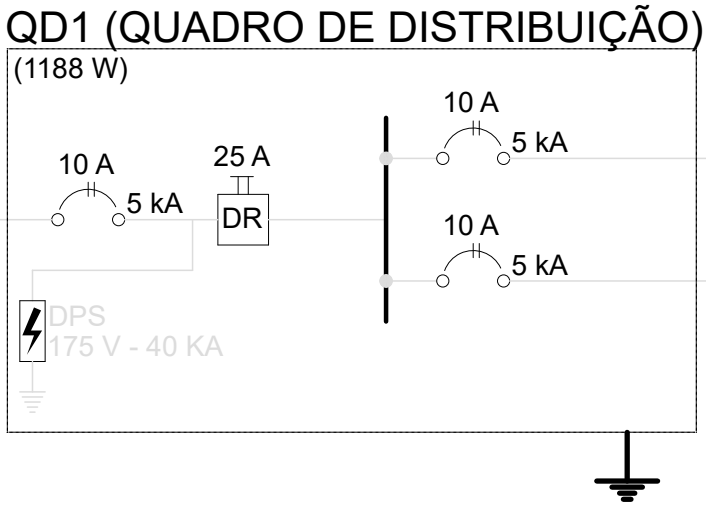 QD1 (QUADRO DE DISTRIBUIÇÃO)
(1188 W)
10 A
5 kA
25 A
DR
10 A
5 kA
10 A
5 kA
DPS
175 V - 40 KA